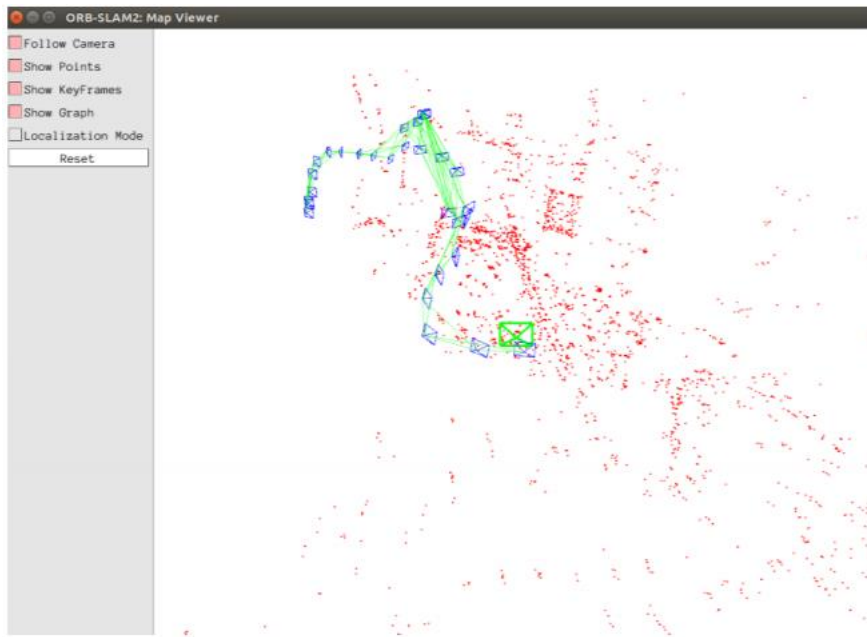 ORB-SLAM2: Map Viewer
Follow Camera
Show Points
Show KeyFrames
Show Graph
Localization Mode
Reset